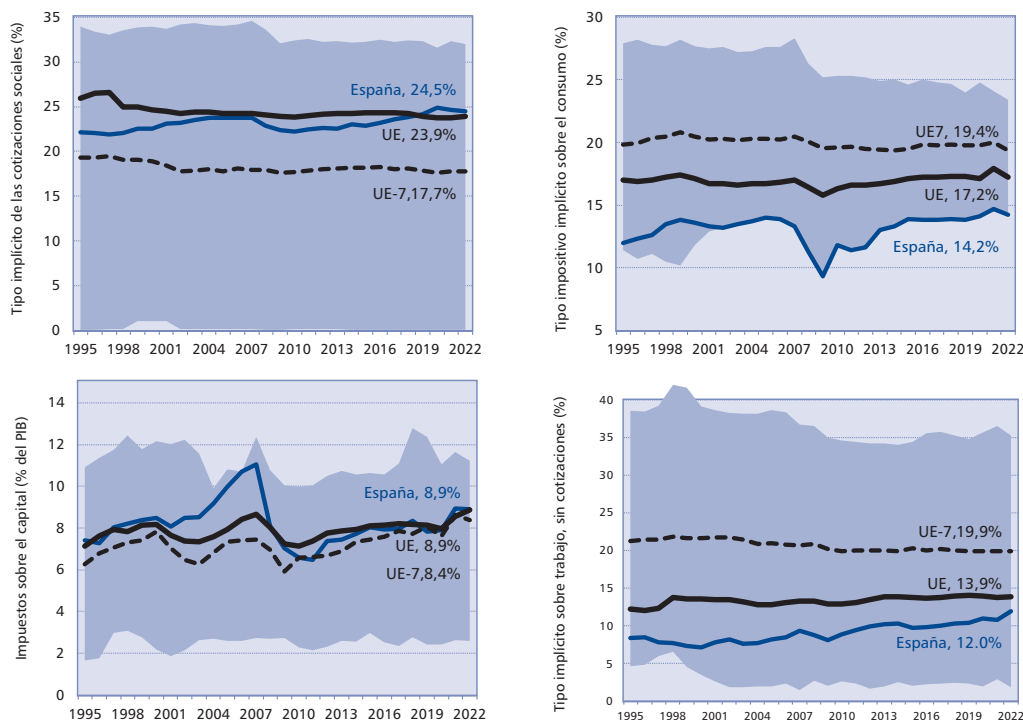 Tipo implícito de las cotizaciones sociales (%)
35
30
25
20
15
10
5
0
España, 24,5%
UE, 23,9%
UE-7,17,7%
1995 1998 2001 2004 2007 2010 2013 2016 2019 2022
Tipo impositivo implícito sobre el consumo (%)
30
25
20
15
10
5
UE7, 19,4%
UE, 17,2%
España, 14,2%
1995 1998 2001 2004 2007 2010 2013 2016 2019 2022
Impuestos sobre el capital (% del PIB)
14
12
10
8
6
4
2
0
España, 8,9%
UE, 8,9%
UE-7,8,4%
1995 1998 2001 2004 2007 2010 2013 2016 2019 2022
Tipo implícito sobre trabajo, sin cotizaciones (%)
40
35
30
25
20
15
10
5
0
UE-7,19,9%
UE, 13,9%
España, 12.0%
1995 1998 2001 2004 2007 2010 2013 2016 2019 2022